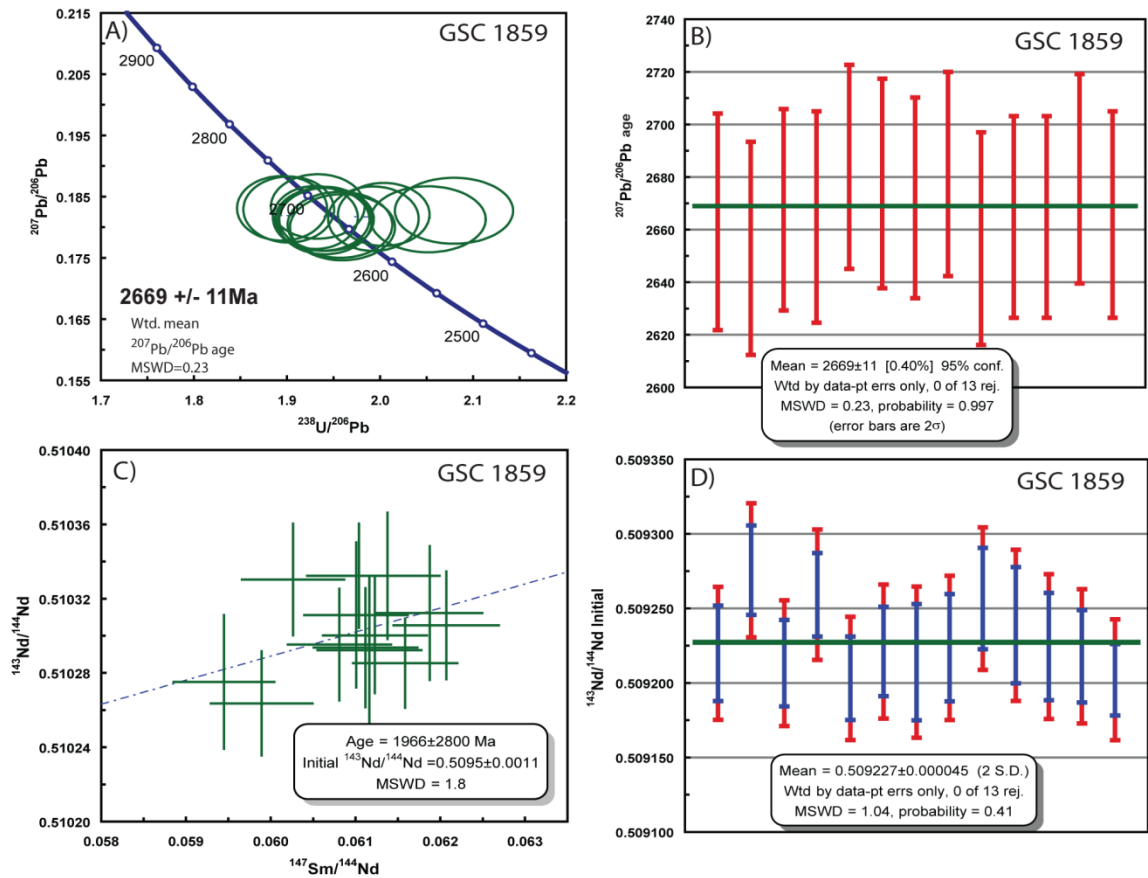 A)
GSC 1859
0.215
0.205
0.195
0.185
0.175
0.165
0.155
²⁰⁷Pb/²⁰⁶Pb
2900
2800
2700
2600
2500
2669 +/- 11Ma
Wtd. mean
²⁰⁷Pb/²⁰⁶Pb age
MSWD=0.23
1.7
1.8
1.9
2.0
2.1
2.2
²³⁸U/²⁰⁶Pb
B)
GSC 1859
2740
2720
2700
2680
2660
2640
2620
2600
²⁰⁷Pb/²⁰⁶Pb age
Mean = 2669±11 [0.40%] 95% conf.
Wtd by data-pt errs only, 0 of 13 rej.
MSWD = 0.23, probability = 0.997
(error bars are 2σ)
C)
GSC 1859
0.51040
0.51036
0.51032
0.51028
0.51024
0.51020
¹⁴³Nd/¹⁴⁴Nd
Age = 1966±2800 Ma
Initial ¹⁴³Nd/¹⁴⁴Nd =0.5095±0.0011
MSWD = 1.8
0.058
0.059
0.060
0.061
0.062
0.063
¹⁴⁷Sm/¹⁴⁴Nd
D)
GSC 1859
0.509350
0.509300
0.509250
0.509200
0.509150
0.509100
¹⁴³Nd/¹⁴⁴Nd Initial
Mean = 0.509227±0.000045 (2 S.D.)
Wtd by data-pt errs only, 0 of 13 rej.
MSWD = 1.04, probability = 0.41